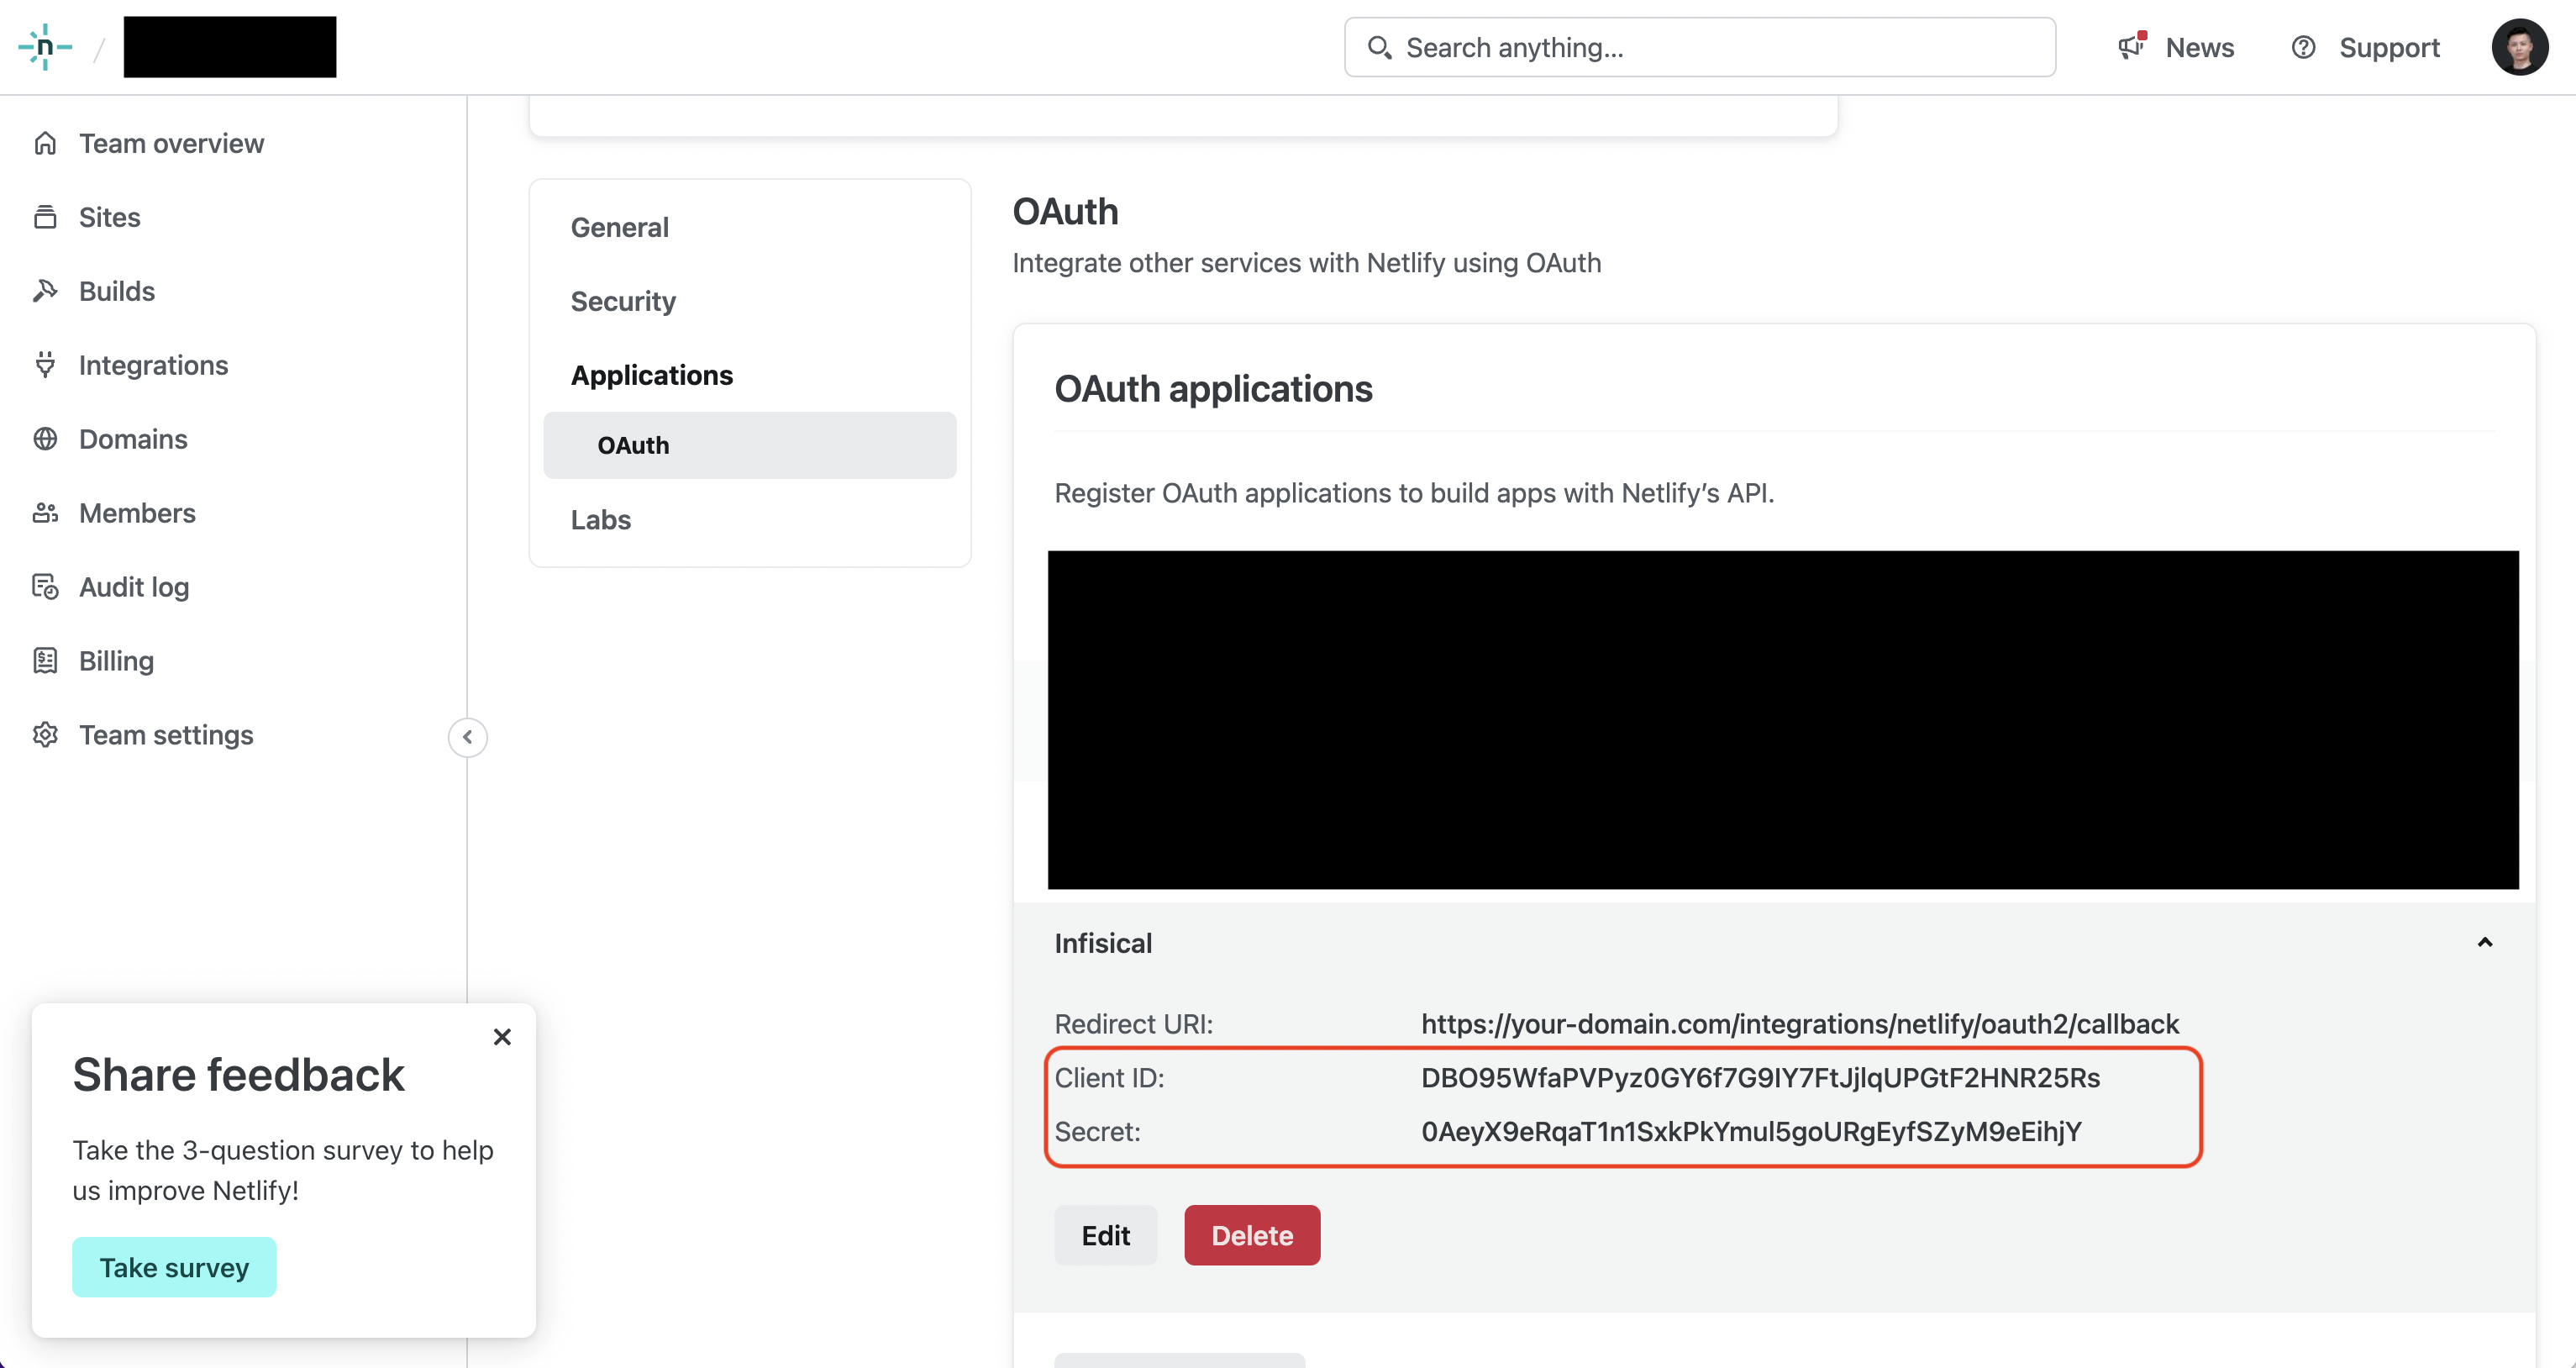 n
/
Search anything...
News
Support
Team overview
Sites
Builds
Integrations
Domains
Members
Audit log
Billing
Team settings
General
Security
Applications
OAuth
Labs
OAuth
Integrate other services with Netlify using OAuth
OAuth applications
Register OAuth applications to build apps with Netlify's API.
Infisical
Redirect URI: https://your-domain.com/integrations/netlify/oauth2/callback
Client ID: DBO95WfaPVPyz0GY6f7G9IY7FtJjlqUPGtF2HNR25Rs
Secret: 0AeyX9eRqaT1n1SxkPkYmul5goURgEyfSZyM9eEihjY
Edit
Delete
Share feedback
Take the 3-question survey to help
us improve Netlify!
Take survey